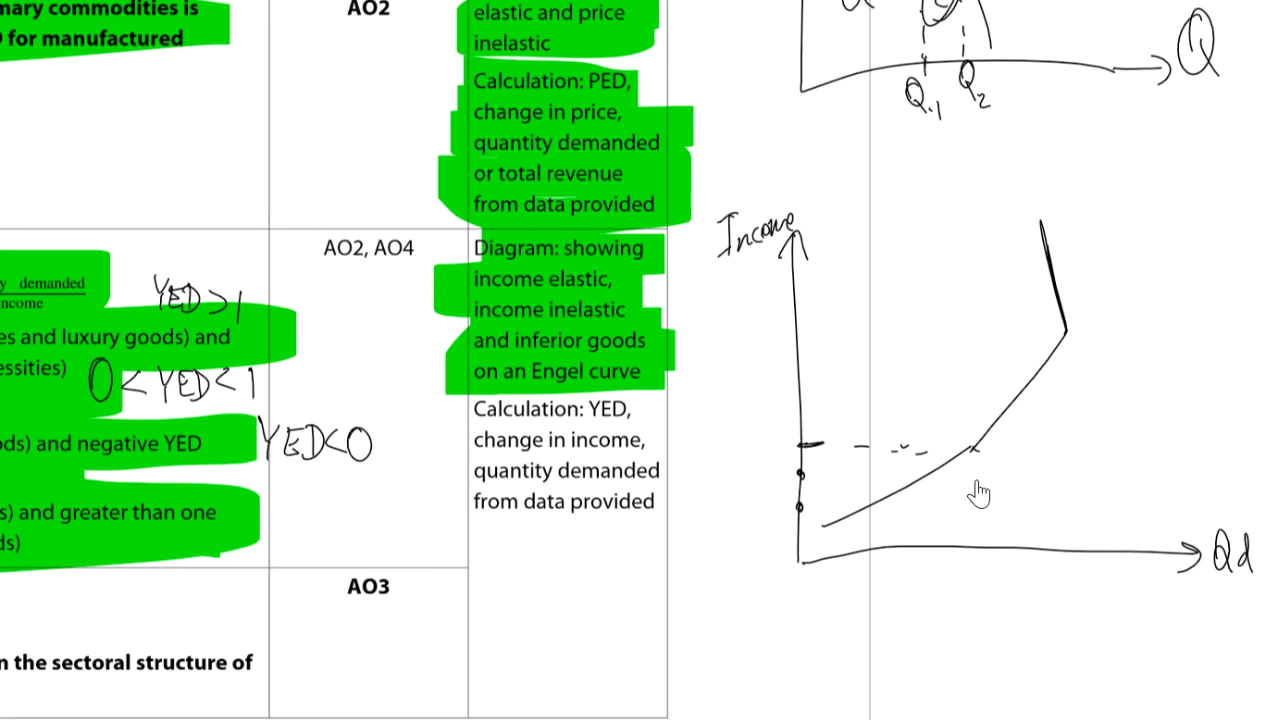 mary commodities is
for manufactured
AO2
elastic and price
inelastic
Calculation: PED,
change in price,
quantity demanded
or total revenue
from data provided
y demanded
ncome
YED>1
es and luxury goods) and
essities)
0<YED<1
ods) and negative YED
YED<0
s) and greater than one
ds)
AO2, AO4
Diagram: showing
income elastic,
income inelastic
and inferior goods
on an Engel curve
Calculation: YED,
change in income,
quantity demanded
from data provided
AO3
n the sectoral structure of
Q
Q1
Q2
Income
Qd